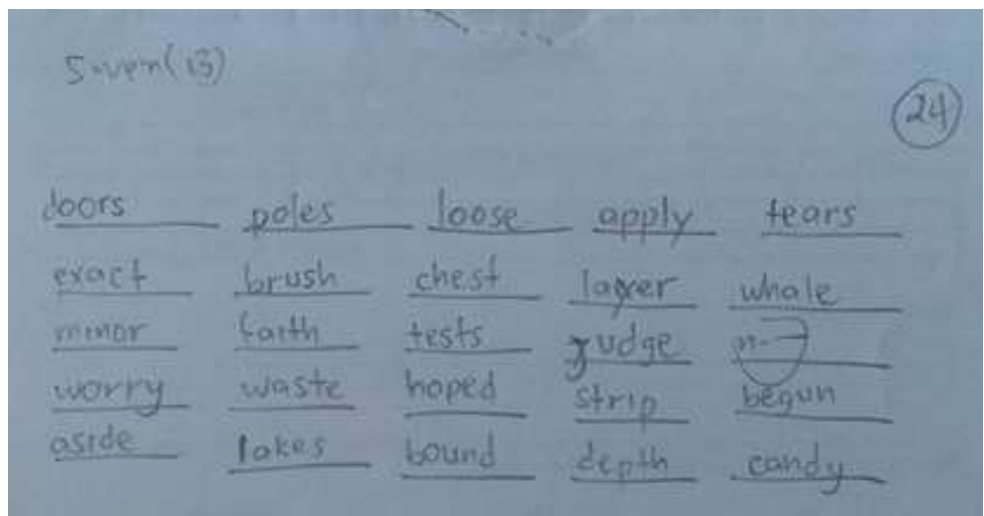 (13)
24
doors poles loose apply tears
exact brush chest layer whale
minor faith tests judge
worry waste hoped strip begun
aside lakes bound depth candy